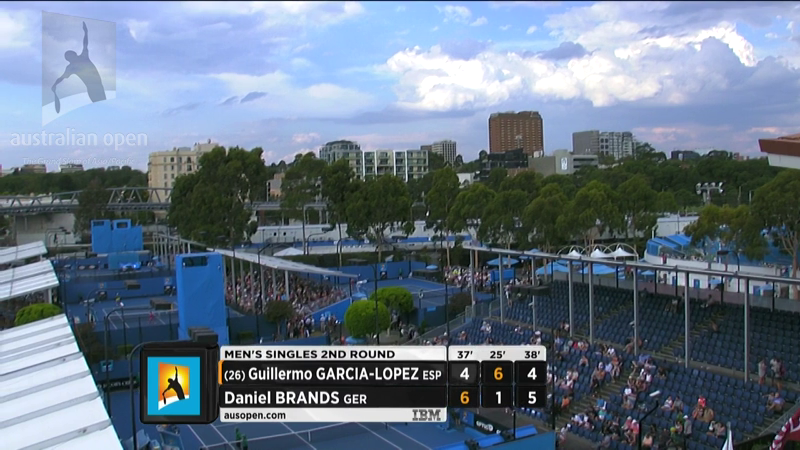 australian open
MEN'S SINGLES 2ND ROUND 37' 25' 38'
(26) Guillermo GARCIA-LOPEZ ESP 4 6 4
Daniel BRANDS GER 6 1 5
ausopen.com IBM